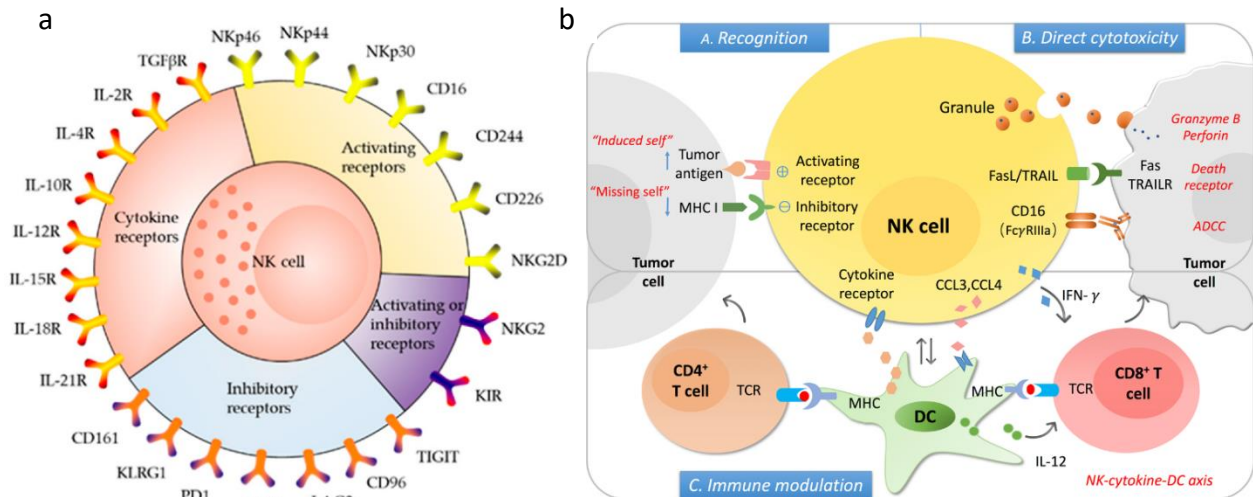 a
NKp46
NKp44
NKp30
CD16
CD244
CD226
NKG2D
NKG2
KIR
TIGIT
CD96
PD1
KLRG1
CD161
IL-21R
IL-18R
IL-15R
IL-12R
IL-10R
IL-4R
IL-2R
TGFβR
Activating
receptors
Cytokine
receptors
NK cell
Activating or
inhibitory
receptors
Inhibitory
receptors
b
A. Recognition
B. Direct cytotoxicity
Granule
Granzyme B
Perforin
"Induced self"
Tumor
antigen
Activating
receptor
"Missing self"
MHC I
Inhibitory
receptor
FasL/TRAIL
Fas
TRAILR
Death
receptor
CD16
(FcγRIIIa)
ADCC
NK cell
Tumor
cell
Tumor
cell
Cytokine
receptor
CCL3,CCL4
IFN- γ
CD4+
T cell
TCR
MHC
DC
MHC
TCR
CD8+ T
cell
IL-12
C. Immune modulation
NK-cytokine-DC axis